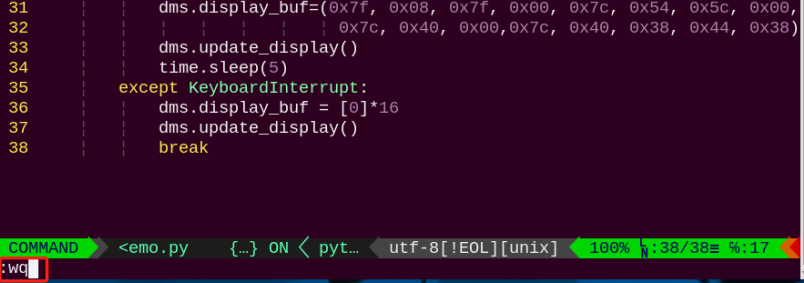 31 dms.display_buf=(0x7f, 0x08, 0x7f, 0x00, 0x7c, 0x54, 0x5c, 0x00,
32 0x7c, 0x40, 0x00,0x7c, 0x40, 0x38, 0x44, 0x38)
33 dms.update_display()
34 time.sleep(5)
35 except KeyboardInterrupt:
36 dms.display_buf = [0]*16
37 dms.update_display()
38 break
COMMAND <emo.py {…} ON pyt… utf-8[!EOL][unix] 100% ㏑:38/38≡ ℅:17
:wq